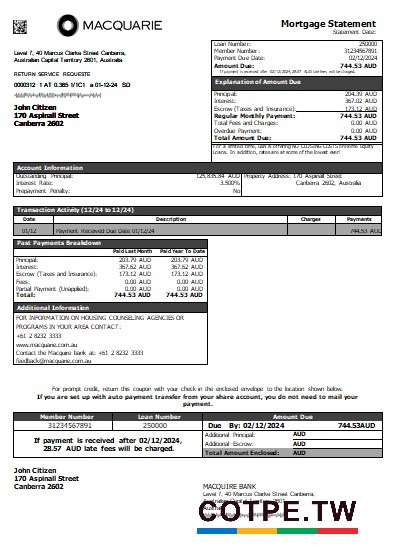 MACQUARIE
Mortgage Statement
Statement Date:
Level 7, 40 Marcus Clarke Street Canberra,
Australian Capital Territory 2601, Australia
RETURN SERVICE REQUESTE
0000312 1 AT 0.365 V1C1 a 01-12-24 SD
John Citizen
170 Aspinall Street
Canberra 2602
Loan Number: 250000
Member Number: 31234567891
Payment Due Date: 02/12/2024
Amount Due: 744.53 AUD
If payment is received after 02/12/2024, 28.57 AUD late fees will be charged.
Explanation of Amount Due
Principal: 204.39 AUD
Interest: 367.02 AUD
Escrow (Taxes and Insurance): 173.12 AUD
Regular Monthly Payment: 744.53 AUD
Total Fees and Charges: 0.00 AUD
Overdue Payment: 0.00 AUD
Total Amount Due: 744.53 AUD
For a limited time, usa is offering NO CLOSING COSTS on Home Equity
Loans. In addition, rates are at some of the lowest ever!
Account Information
Outstanding Principal: 125,835.84 AUD
Interest Rate: 3.500%
Prepayment Penalty: No
Property Address: 170 Aspinall Street
Canberra 2602, Australia
Transaction Activity (12/24 to 12/24)
Date Description Charges Payments
01/12 Payment Received Due Date 01/12/24 744.53 AUD
Past Payments Breakdown
Paid Last Month Paid Year To Date
Principal: 203.79 AUD 203.79 AUD
Interest: 367.62 AUD 367.62 AUD
Escrow (Taxes and Insurance): 173.12 AUD 173.12 AUD
Fees: 0.00 AUD 0.00 AUD
Partial Payment (Unapplied): 0.00 AUD 0.00 AUD
Total: 744.53 AUD 744.53 AUD
Additional Information
FOR INFORMATION ON HOUSING COUNSELING AGENCIES OR
PROGRAMS IN YOUR AREA CONTACT:
+61 2 8232 3333
www.macquarie.com.au
Contact the Macquarie bank at: +61 2 8232 3333
feedback@macquarie.com.au
For prompt credit, return this coupon with your check in the enclosed envelope to the location shown below.
If you are set up with auto payment transfer from your share account, you do not need to mail your
payment.
Member Number Loan Number Amount Due
31234567891 250000 Due By: 02/12/2024 744.53AUD
If payment is received after 02/12/2024,
28.57 AUD late fees will be charged.
Additional Principal: AUD
Additional Escrow: AUD
Total Amount Enclosed: AUD
John Citizen
170 Aspinall Street
Canberra 2602
MACQUIRE BANK
Level 7, 40 Marcus Clarke Street Canberra,
Australian Capital Territory 2601,
COTPE.TW